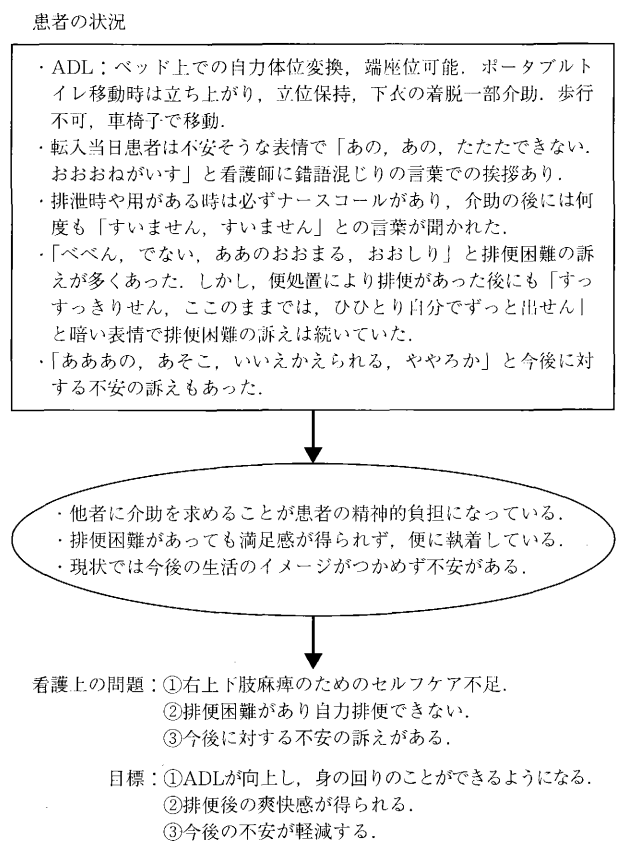 患者の状況
・ADL：ベッド上での自力体位変換，端座位可能．ポータブルト
イレ移動時は立ち上がり，立位保持，下衣の着脱一部介助．歩行
不可，車椅子で移動．
・転入当日患者は不安そうな表情で「あの，あの，たたたできない．
おおおねがいす」と看護師に錯語混じりの言葉での挨拶あり．
・排泄時や用がある時は必ずナースコールがあり，介助の後には何
度も「すいません，すいません」との言葉が聞かれた．
・「べべん，でない，ああのおおまる，おおしり」と排便困難の訴
えが多くあった．しかし，便処置により排便があった後にも「すっ
すっきりせん，ここのままでは，ひひとり自分でずっと出せん」
と暗い表情で排便困難の訴えは続いていた．
・「あああの，あそこ，いいえかえられる，ややろか」と今後に対
する不安の訴えもあった．
・他者に介助を求めることが患者の精神的負担になっている．
・排便困難があっても満足感が得られず，便に執着している．
・現状では今後の生活のイメージがつかめず不安がある．
看護上の問題：①右上下肢麻痺のためのセルフケア不足．
②排便困難があり自力排便できない．
③今後に対する不安の訴えがある．
目標：①ADLが向上し，身の回りのことができるようになる．
②排便後の爽快感が得られる．
③今後の不安が軽減する．